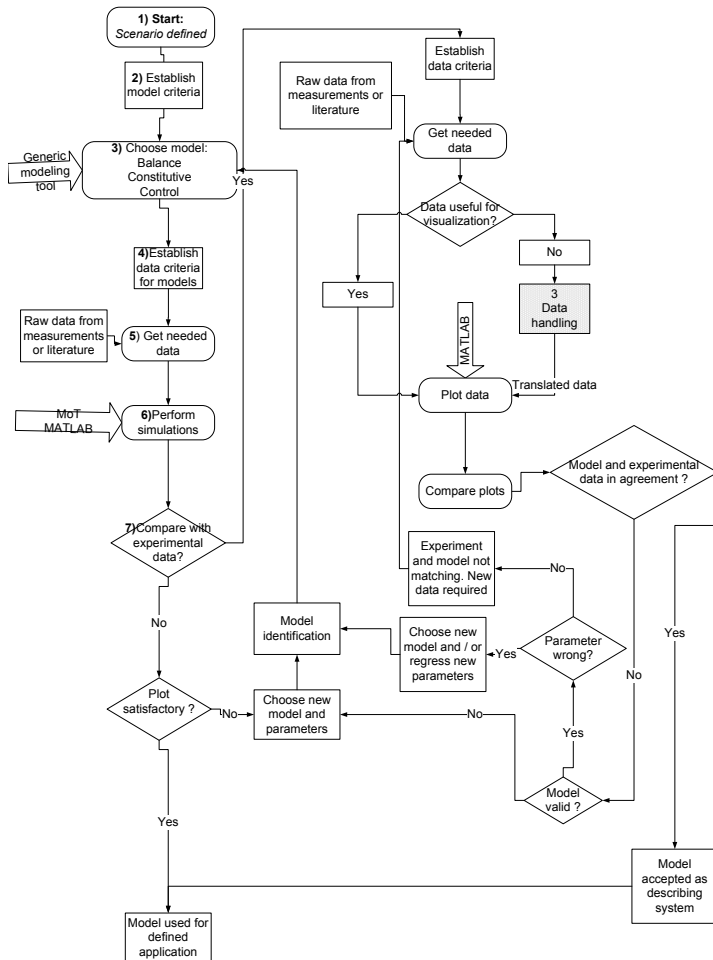 1) Start:
Scenario defined
2) Establish
model criteria
Generic
modeling
tool
3) Choose model:
Balance
Constitutive
Control
Yes
4)Establish
data criteria
for models
Raw data from
measurements
or literature
5) Get needed
data
MoT
MATLAB
6)Perform
simulations
7)Compare with
experimental
data?
No
Plot
satisfactory ?
No
Yes
Model used for
defined
application
Establish
data criteria
Raw data from
measurements or
literature
Get needed
data
Data useful for
visualization?
No
Yes
3
Data
handling
MATLAB
Translated data
Plot data
Compare plots
Model and experimental
data in agreement ?
Experiment
and model not
matching. New
data required
No
Parameter
wrong?
Yes
Choose new
model and / or
regress new
parameters
Model
identification
Choose new
model and
parameters
No
Yes
Model
valid ?
No
Yes
Model
accepted as
describing
system